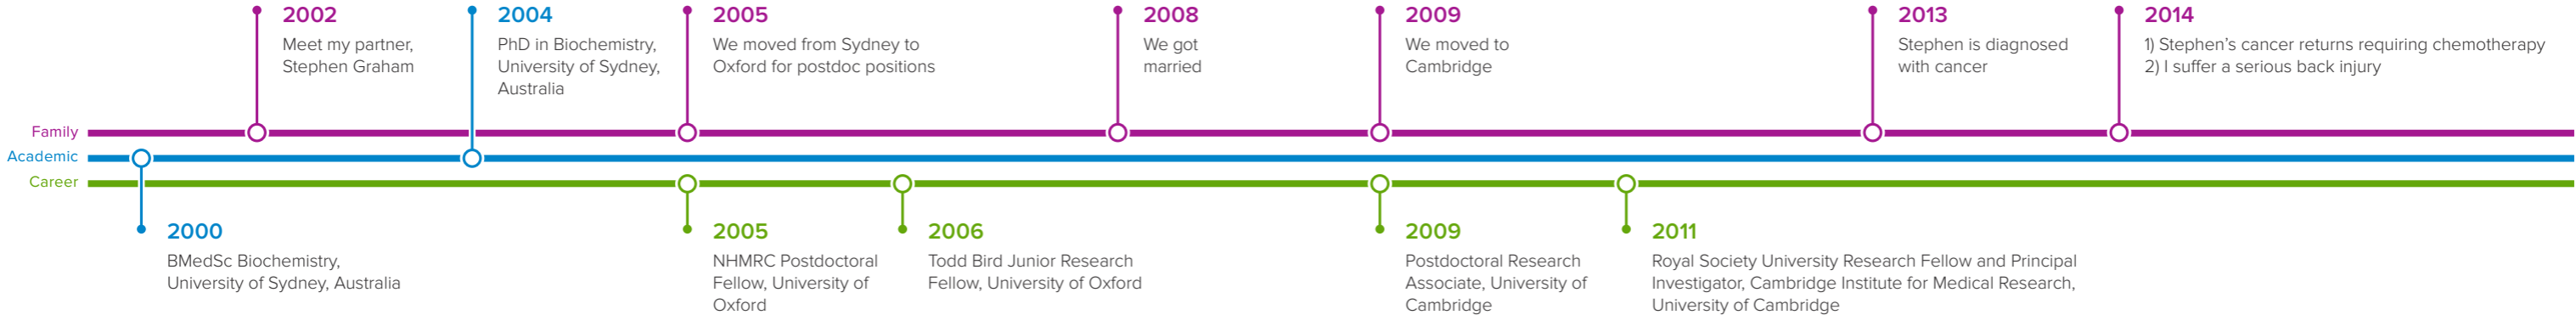 2002
Meet my partner,
Stephen Graham
2004
PhD in Biochemistry,
University of Sydney,
Australia
2005
We moved from Sydney to
Oxford for postdoc positions
2008
We got
married
2009
We moved to
Cambridge
2013
Stephen is diagnosed
with cancer
2014
1) Stephen’s cancer returns requiring chemotherapy
2) I suffer a serious back injury
Family
Academic
Career
2000
BMedSc Biochemistry,
University of Sydney, Australia
2005
NHMRC Postdoctoral
Fellow, University of
Oxford
2006
Todd Bird Junior Research
Fellow, University of Oxford
2009
Postdoctoral Research
Associate, University of
Cambridge
2011
Royal Society University Research Fellow and Principal
Investigator, Cambridge Institute for Medical Research,
University of Cambridge